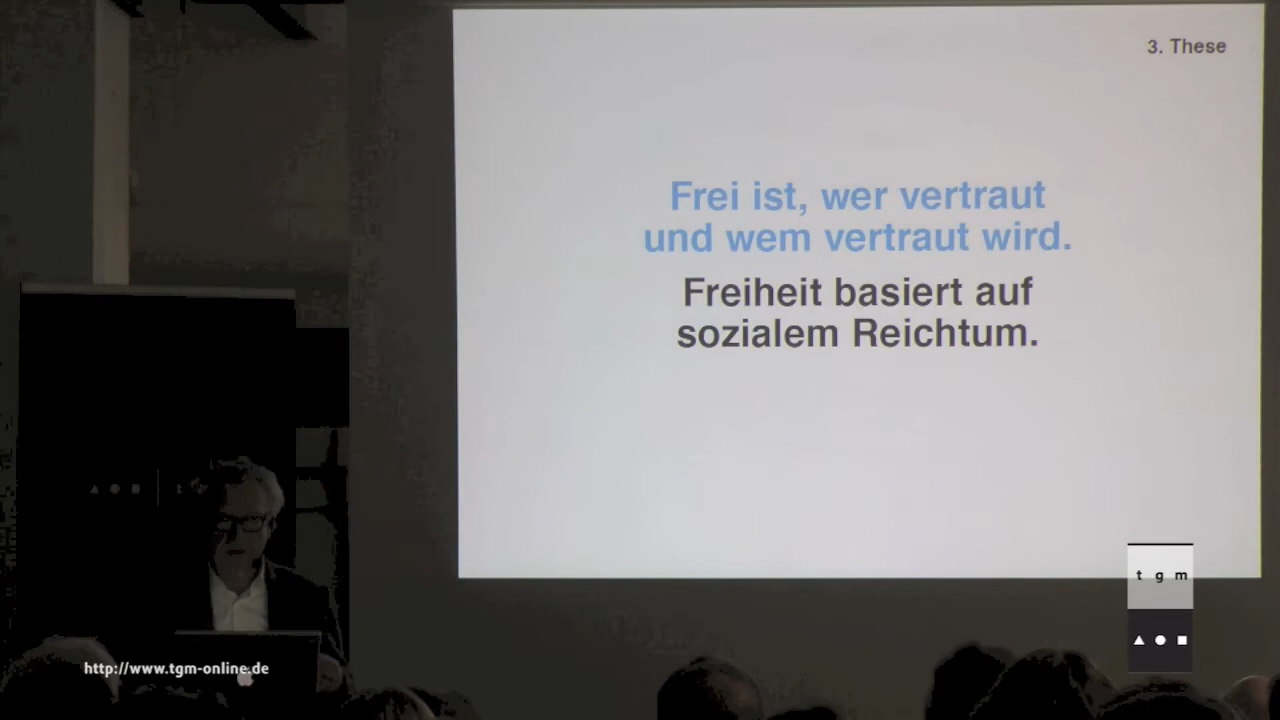 3. These
Frei ist, wer vertraut
und wem vertraut wird.
Freiheit basiert auf
sozialem Reichtum.
t g m
http://www.tgm-online.de